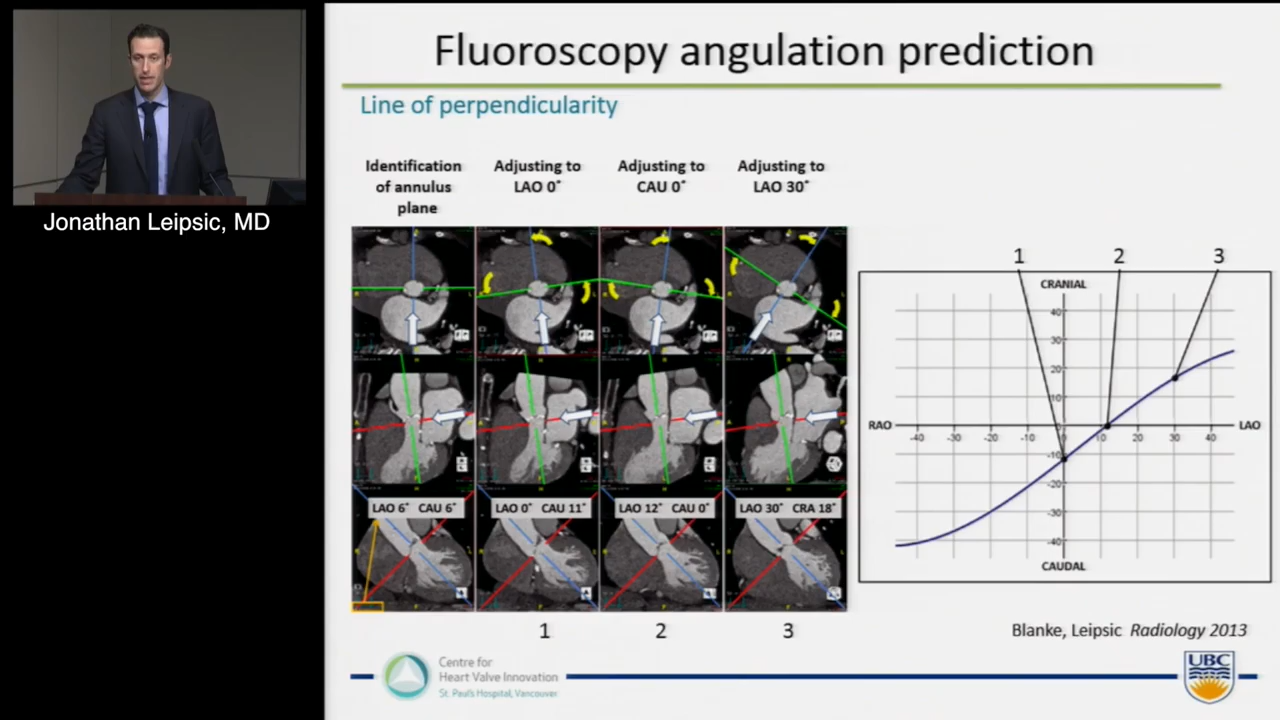 Jonathan Leipsic, MD
Fluoroscopy angulation prediction
Line of perpendicularity
Identification
of annulus
plane
Adjusting to
LAO 0˚
Adjusting to
CAU 0˚
Adjusting to
LAO 30˚
LAO 6˚ CAU 6˚
LAO 0˚ CAU 11˚
LAO 12˚ CAU 0˚
LAO 30˚ CRA 18˚
1
2
3
1
2
3
CRANIAL
40
30
20
10
RAO
LAO
-40
-30
-20
-10
0
10
20
30
40
-10
-20
-30
-40
CAUDAL
Blanke, Leipsic Radiology 2013
Centre for
Heart Valve Innovation
St. Paul's Hospital, Vancouver
UBC